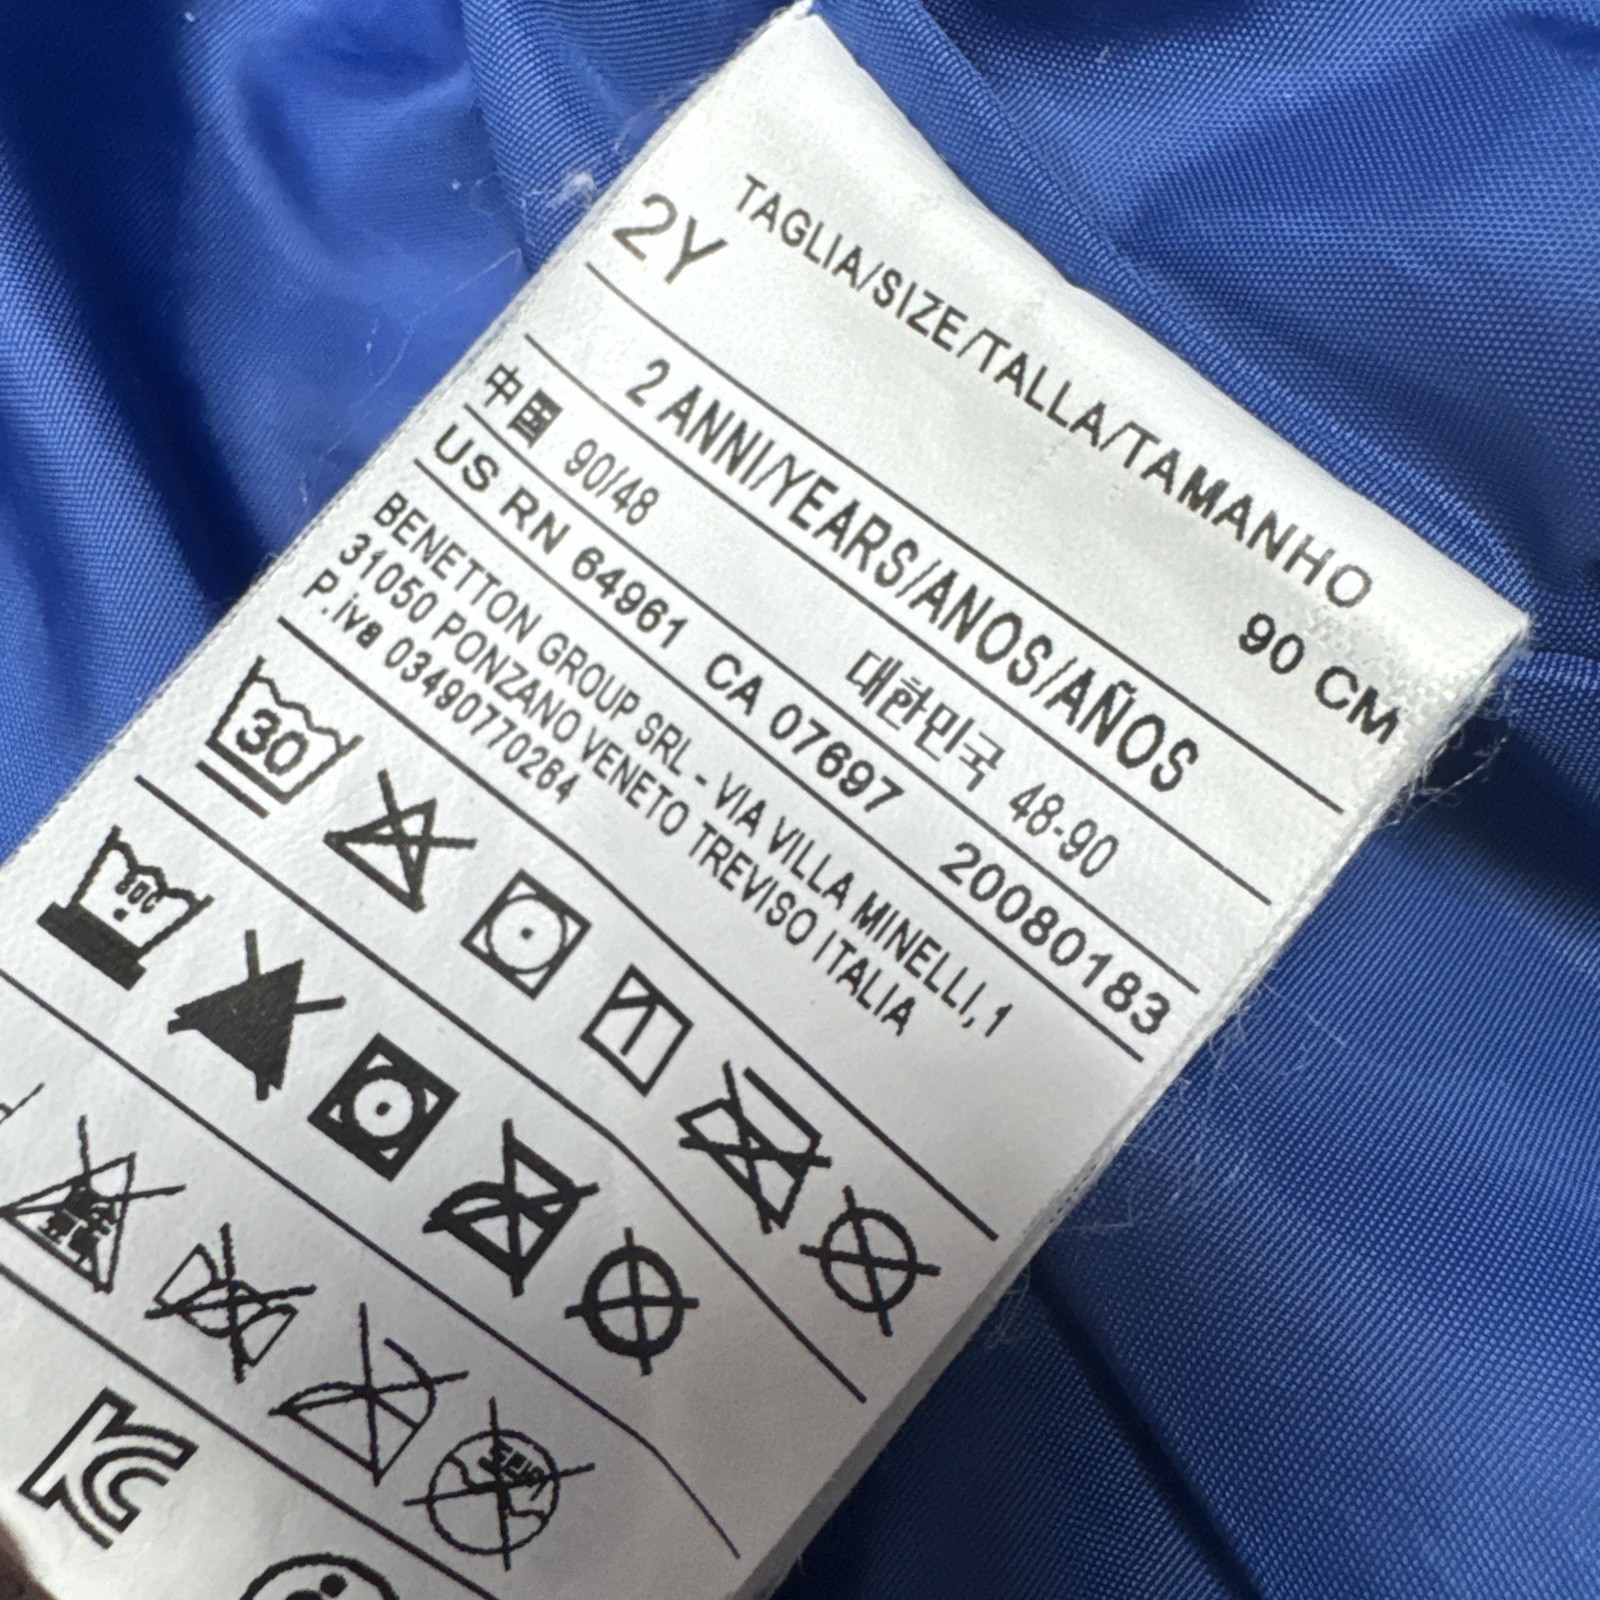 TAGLIA/SIZE/TALLA/TAMANHO
2Y 90 CM
2 ANNI/YEARS/ANOS/AÑOS
中国 90/48 대한민국 48-90
US RN 64961 CA 07697 20080183
BENETTON GROUP SRL - VIA VILLA MINELLI, 1
31050 PONZANO VENETO TREVISO ITALIA
P.iva 03490770264
30
80C